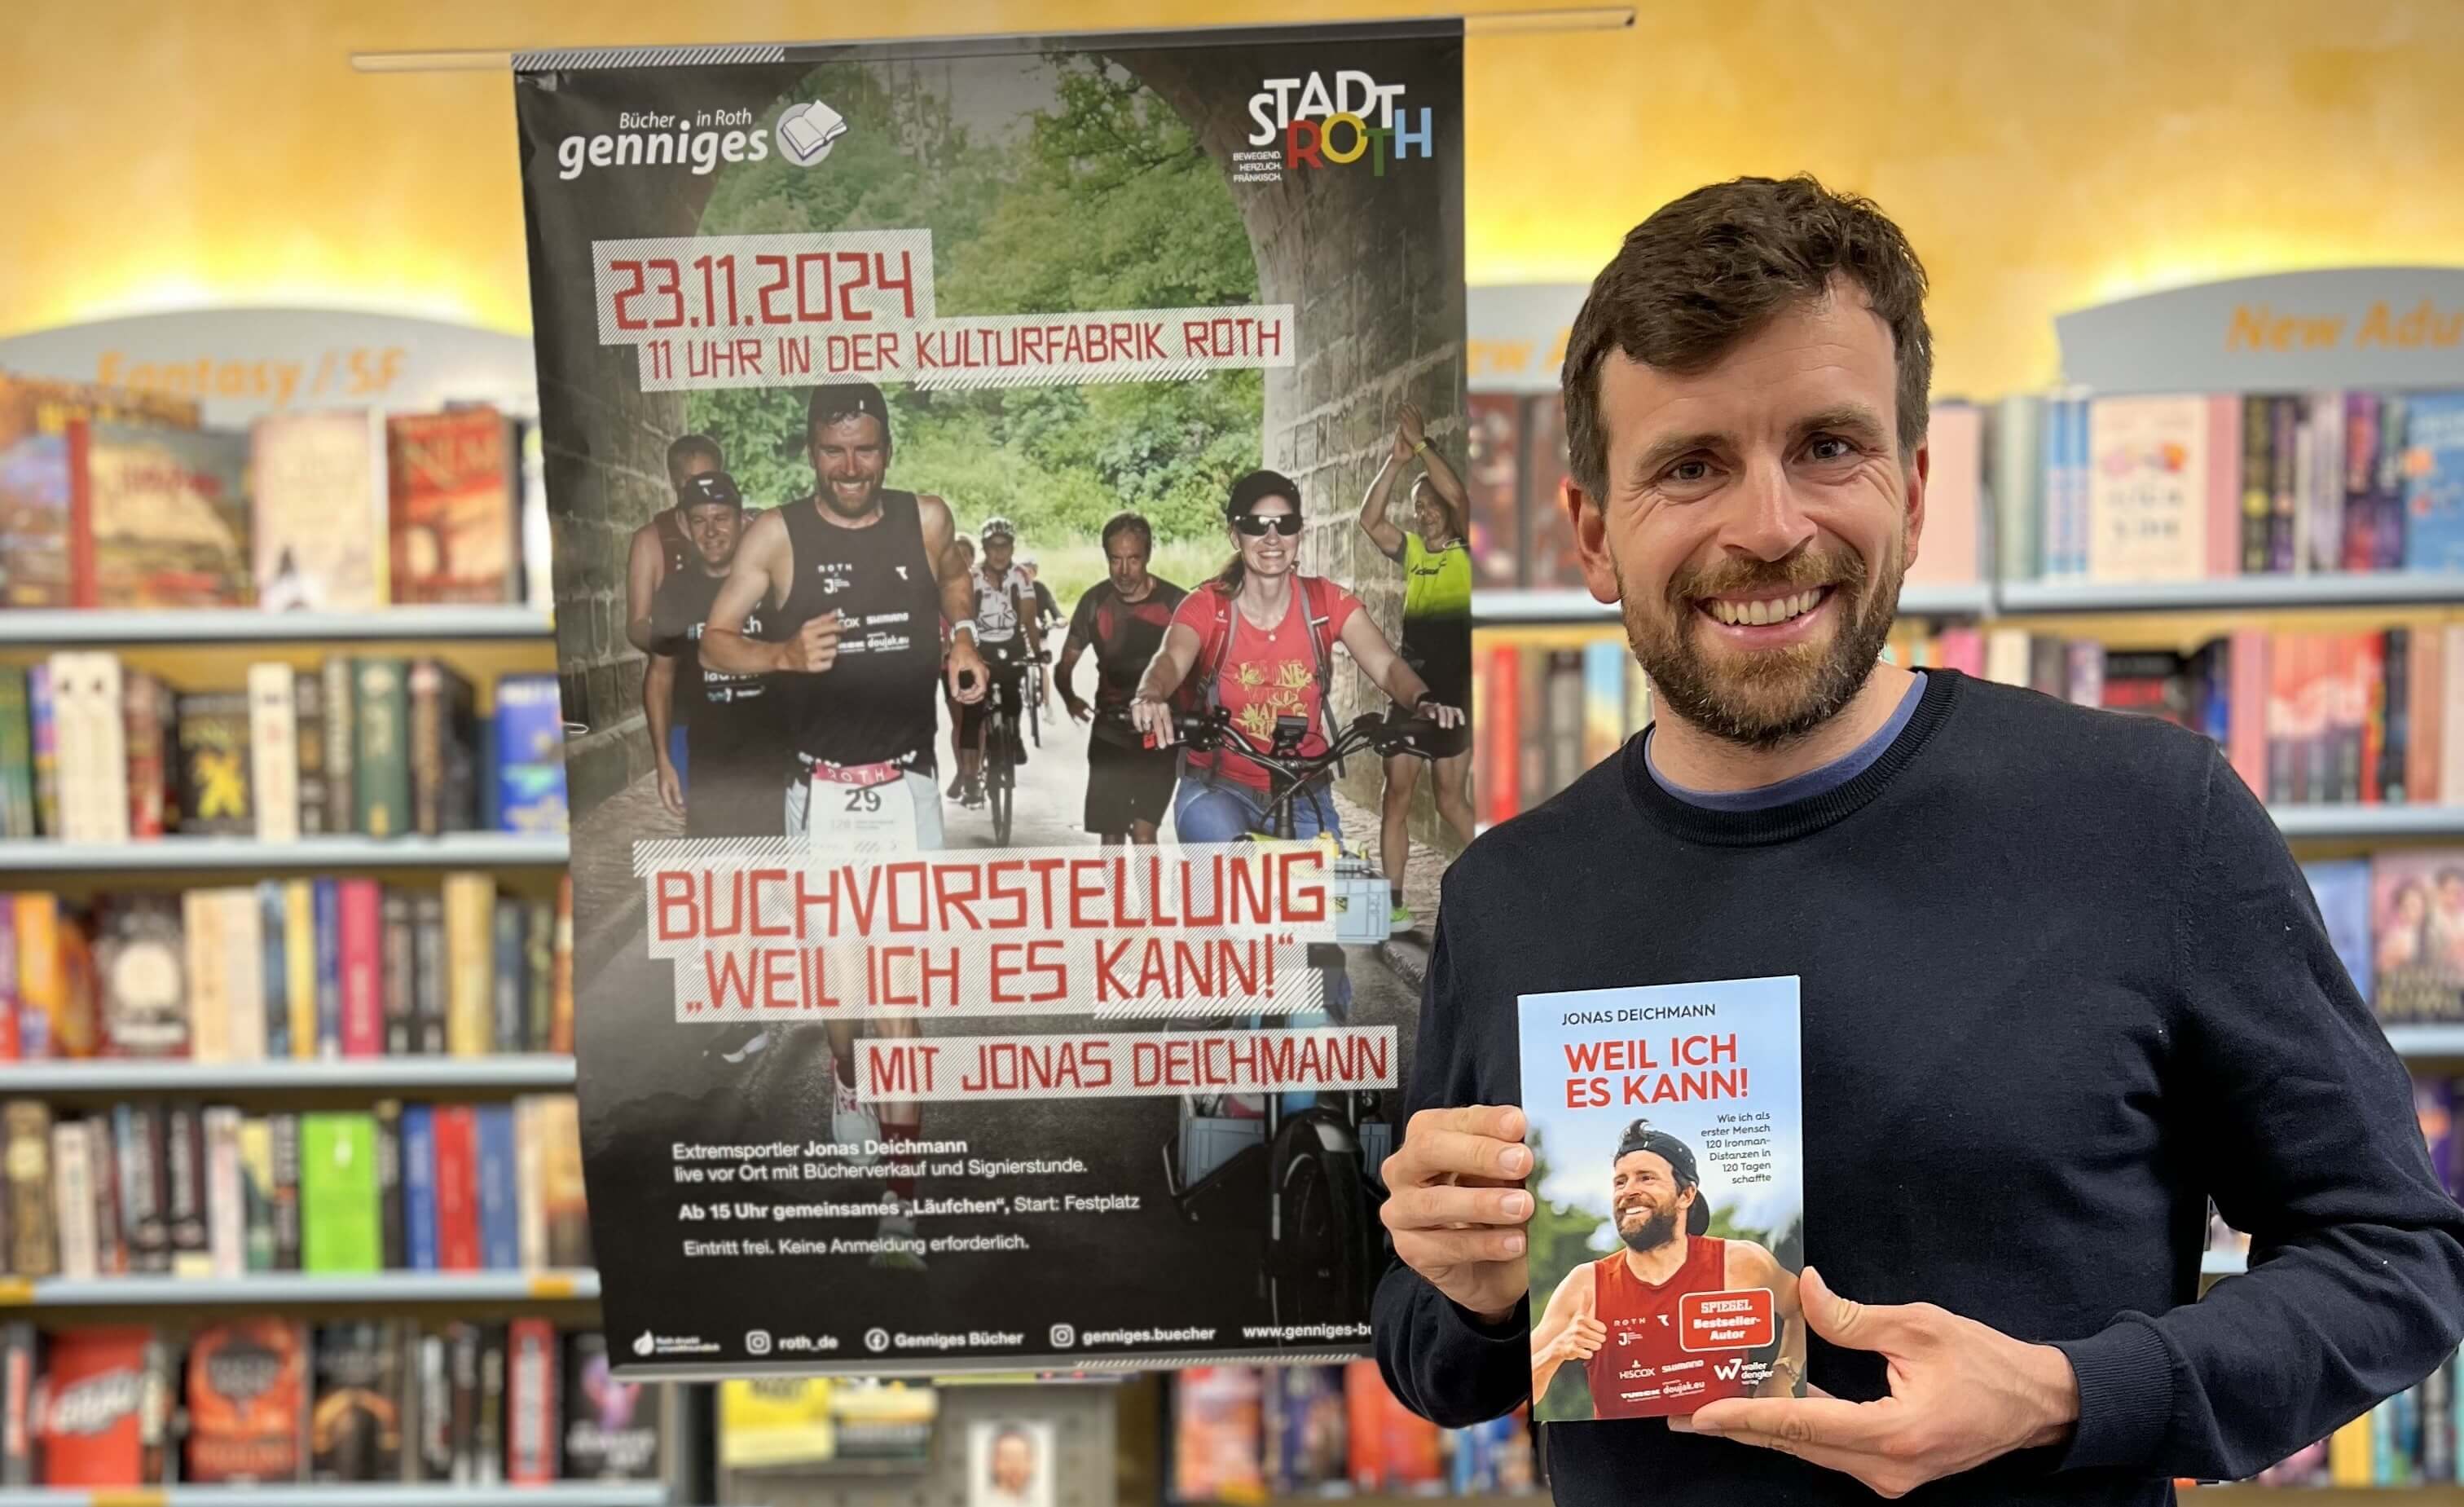 Bücher in Roth
genniges
STADT
ROTH
BEWEGEND.
HERZLICH.
FRÄNKISCH.
23.11.2024
11 UHR IN DER KULTURFABRIK ROTH
ROTH
29
BUCHVORSTELLUNG
„WEIL ICH ES KANN!“
MIT JONAS DEICHMANN
Extremsportler Jonas Deichmann
live vor Ort mit Bücherverkauf und Signierstunde.
Ab 15 Uhr gemeinsames „Läufchen“, Start: Festplatz
Eintritt frei. Keine Anmeldung erforderlich.
roth_de
Genniges Bücher
genniges.buecher
www.genniges-bu
Fantasy / SF
New Adu
JONAS DEICHMANN
WEIL ICH
ES KANN!
Wie ich als
erster Mensch
120 Ironman-
Distanzen in
120 Tagen
schaffte
SPIEGEL
Bestseller-
Autor
ROTH
HISCOX SHIMANO
doujak.eu
W7 waller
dengler